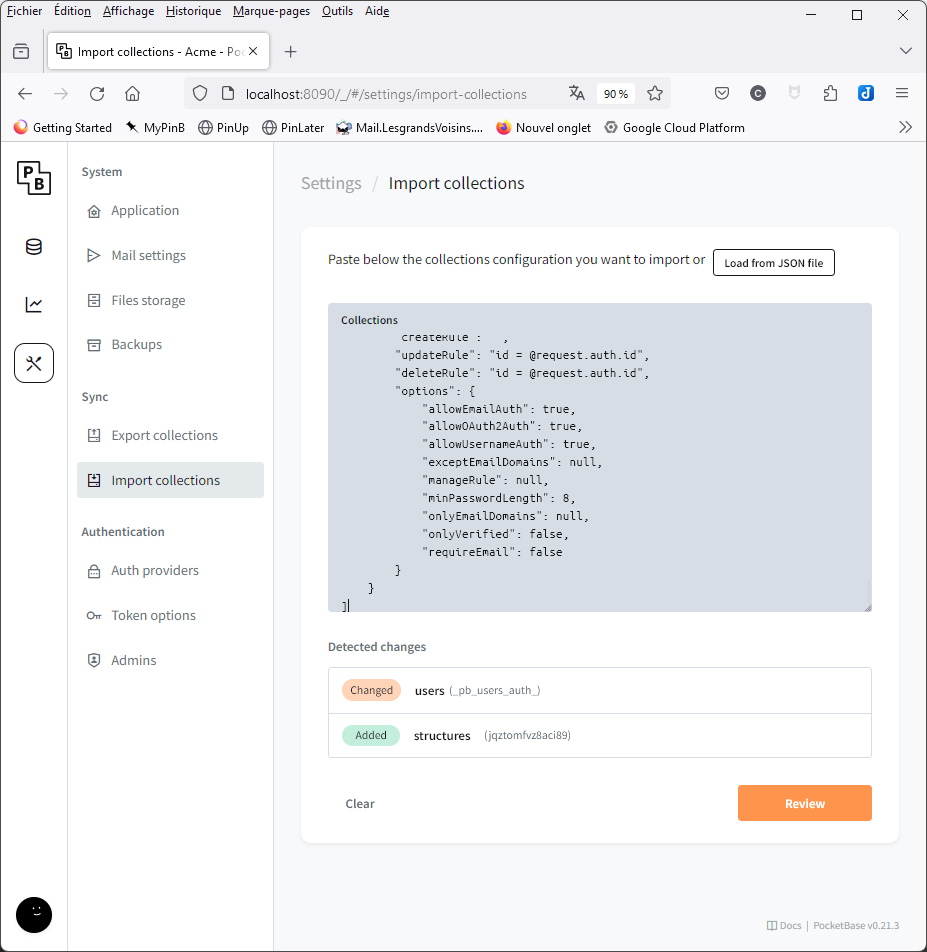 Fichier Édition Affichage Historique Marque-pages Outils Aide
Import collections - Acme - Po
localhost:8090/_/#/settings/import-collections 90 %
Getting Started MyPinB PinUp PinLater Mail.LesgrandsVoisins.... Nouvel onglet Google Cloud Platform
PB
System
Application
Mail settings
Files storage
Backups
Sync
Export collections
Import collections
Authentication
Auth providers
Token options
Admins
Settings / Import collections
Paste below the collections configuration you want to import or Load from JSON file
Collections
"createRule": "",
"updateRule": "id = @request.auth.id",
"deleteRule": "id = @request.auth.id",
"options": {
"allowEmailAuth": true,
"allowOAuth2Auth": true,
"allowUsernameAuth": true,
"exceptEmailDomains": null,
"manageRule": null,
"minPasswordLength": 8,
"onlyEmailDomains": null,
"onlyVerified": false,
"requireEmail": false
}
}
]
Detected changes
Changed users (_pb_users_auth_)
Added structures (jqztomfvz8aci89)
Clear Review
Docs | PocketBase v0.21.3